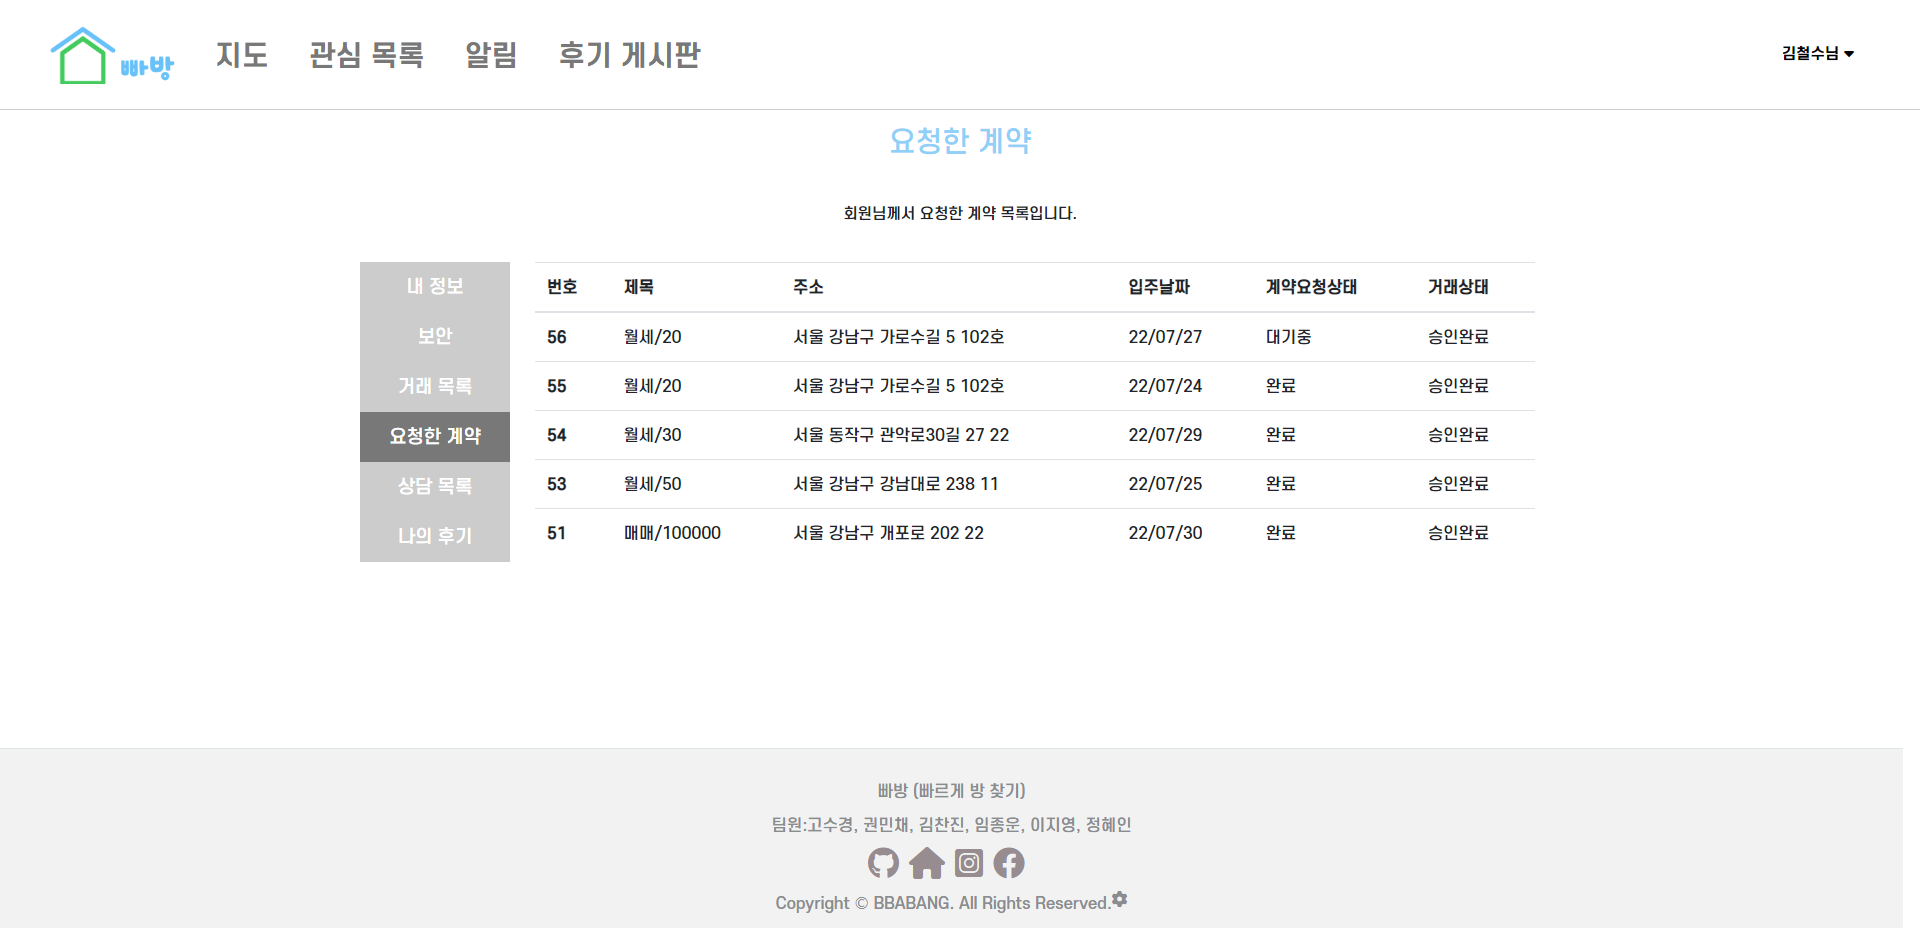 빠방 지도 관심 목록 알림 후기 게시판 김철수님
요청한 계약
회원님께서 요청한 계약 목록입니다.
내 정보
보안
거래 목록
요청한 계약
상담 목록
나의 후기
번호 제목 주소 입주날짜 계약요청상태 거래상태
56 월세/20 서울 강남구 가로수길 5 102호 22/07/27 대기중 승인완료
55 월세/20 서울 강남구 가로수길 5 102호 22/07/24 완료 승인완료
54 월세/30 서울 동작구 관악로30길 27 22 22/07/29 완료 승인완료
53 월세/50 서울 강남구 강남대로 238 11 22/07/25 완료 승인완료
51 매매/100000 서울 강남구 개포로 202 22 22/07/30 완료 승인완료
빠방 (빠르게 방 찾기)
팀원:고수경, 권민채, 김찬진, 임종운, 이지영, 정혜인
Copyright © BBABANG. All Rights Reserved.